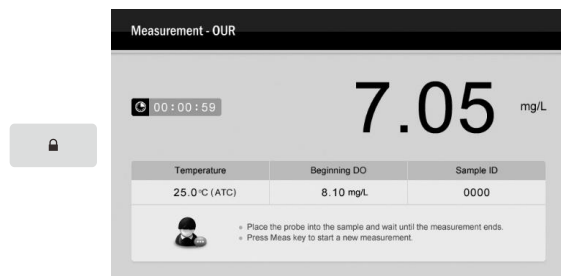 Measurement - OUR
00:00:59
7.05 mg/L
Temperature Beginning DO Sample ID
25.0 °C (ATC) 8.10 mg/L 0000
Place the probe into the sample and wait until the measurement ends.
Press Meas key to start a new measurement.